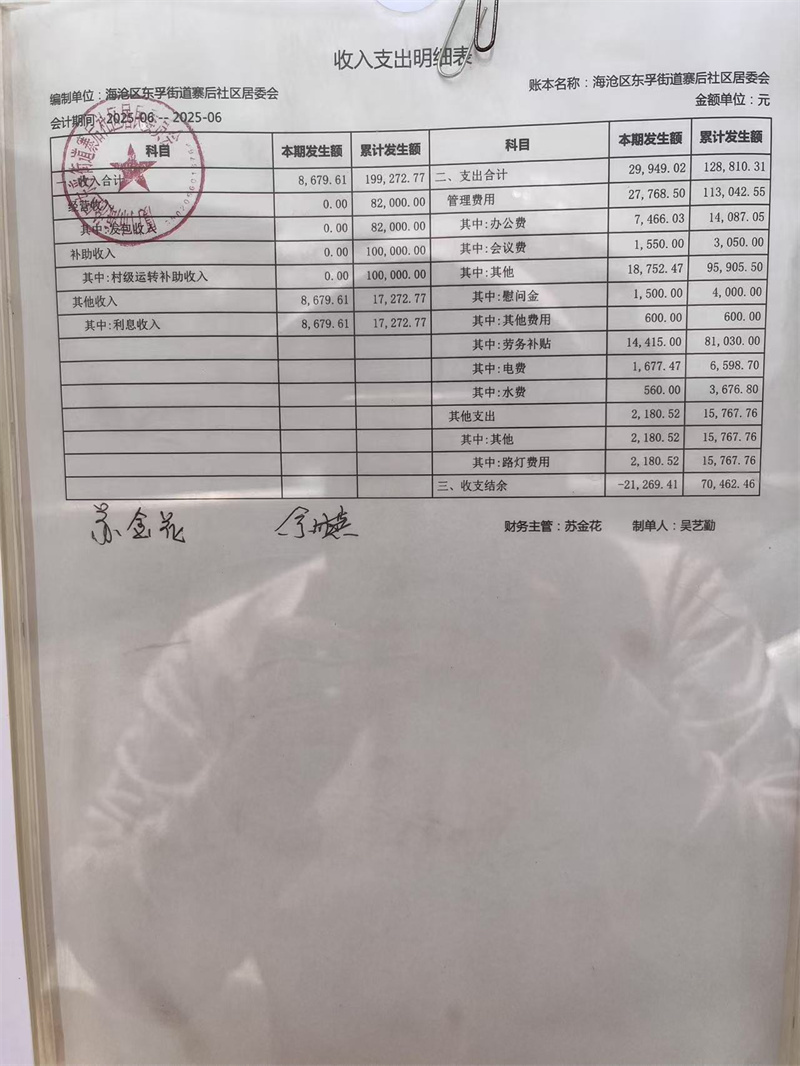 收入支出明细表
编制单位：海沧区东孚街道寨后社区居委会 账本名称：海沧区东孚街道寨后社区居委会
会计期间：2025-06 -- 2025-06 金额单位：元
科目 本期发生额 累计发生额 科目 本期发生额 累计发生额
一、收入合计 8,679.61 199,272.77 二、支出合计 29,949.02 128,810.31
经营收入 0.00 82,000.00 管理费用 27,768.50 113,042.55
其中:发包收入 0.00 82,000.00 其中:办公费 7,466.03 14,087.05
补助收入 0.00 100,000.00 其中:会议费 1,550.00 3,050.00
其中:村级运转补助收入 0.00 100,000.00 其中:其他 18,752.47 95,905.50
其他收入 8,679.61 17,272.77 其中:慰问金 1,500.00 4,000.00
其中:利息收入 8,679.61 17,272.77 其中:其他费用 600.00 600.00
其中:劳务补贴 14,415.00 81,030.00
其中:电费 1,677.47 6,598.70
其中:水费 560.00 3,676.80
其他支出 2,180.52 15,767.76
其中:其他 2,180.52 15,767.76
其中:路灯费用 2,180.52 15,767.76
三、收支结余 -21,269.41 70,462.46
苏金花
财务主管：苏金花 制单人：吴艺勤